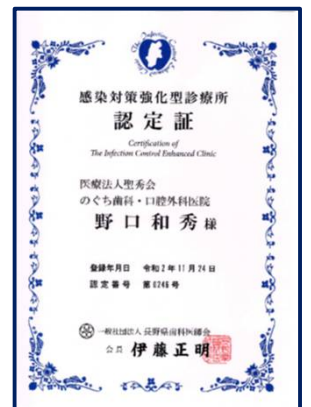 感染対策強化型診療所
認定証
Certification of
The Infection Control Enhanced Clinic
医療法人聖秀会
のぐち歯科・口腔外科医院
野口和秀様
登録年月日 令和2年11月24日
認定番号 第0246号
一般社団法人 長野県歯科医師会
会長 伊藤正明